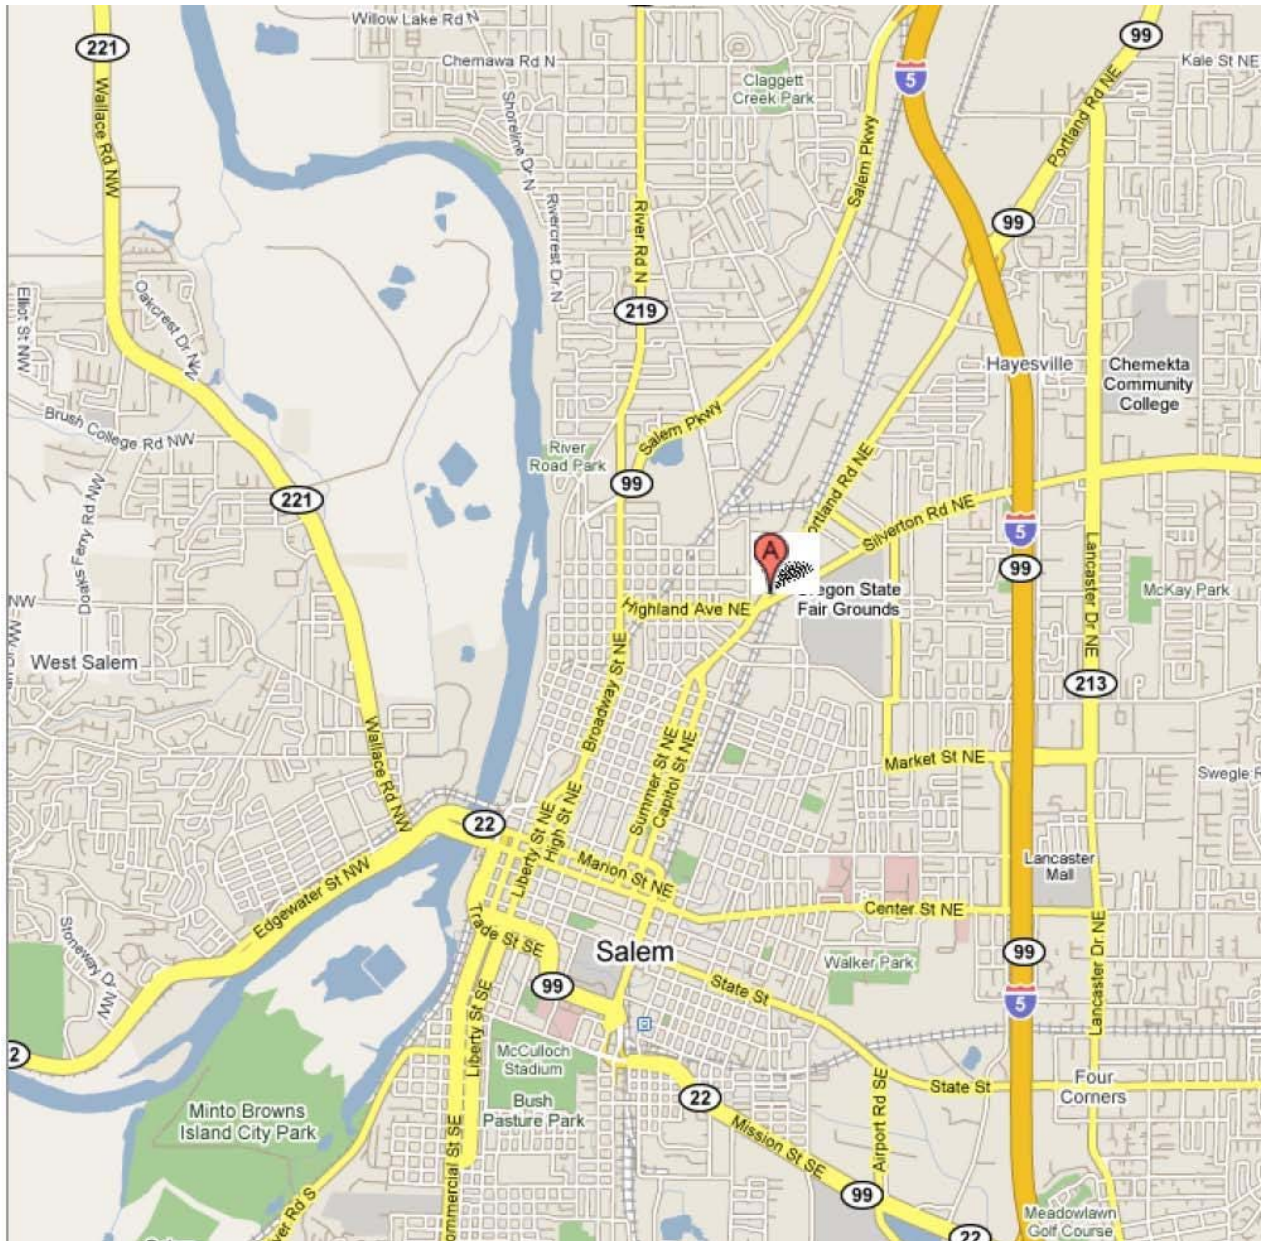 Willow Lake Rd N
99
221
Kale St NE
Chemawa Rd N
Claggett
Creek Park
5
Wallace Rd NW
Shoreline Dr N
Portland Rd NE
Salem Pkwy
River Rd N
Rivercrest Dr N
99
Elliot St NW
Oakcrest Dr NW
219
Hayesville
Chemekta
Community
College
Brush College Rd NW
Salem Pkwy
River
Road Park
99
221
Portland Rd NE
Silverton Rd NE
5
Doaks Ferry Rd NW
A
99
Lancaster Dr NE
McKay Park
Oregon State
Fair Grounds
NW
Highland Ave NE
West Salem
Broadway St NE
213
Wallace Rd NW
Summer St NE
Capitol St NE
Market St NE
22
Liberty St NE
High St NE
Marion St NE
Lancaster
Mall
Edgewater St NW
Center St NE
Stoneway Dr NW
Trade St SE
Salem
Walker Park
99
Lancaster Dr NE
99
State St
5
Liberty St SE
McCulloch
Stadium
State St
Four
Corners
Minto Browns
Island City Park
Bush
Pasture Park
22
Mission St SE
Airport Rd SE
99
Meadowlawn
Golf Course
22